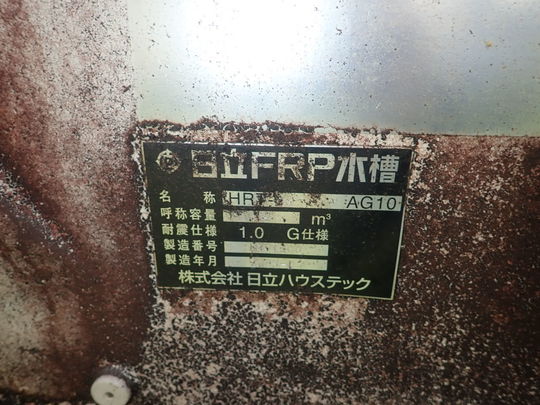 日立FRP水槽
名称 HR AG10
呼称容量 m³
耐震仕様 1.0 G仕様
製造番号
製造年月
株式会社 日立ハウステック